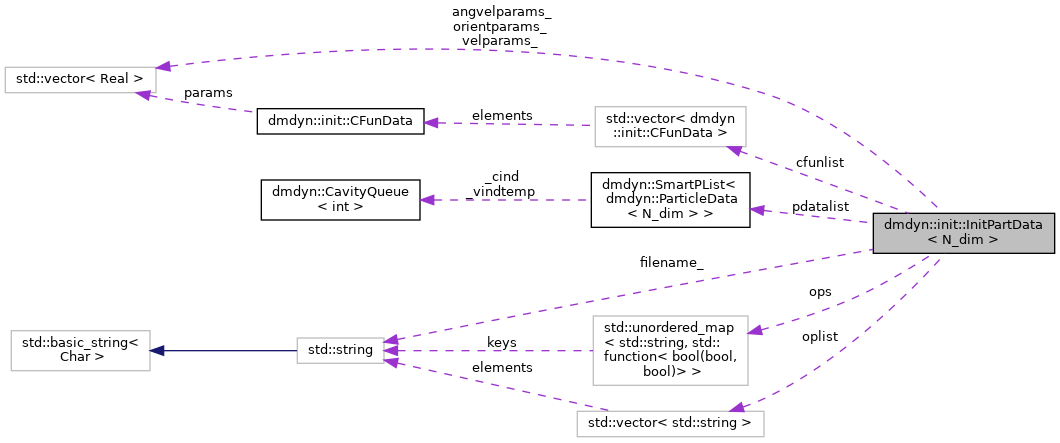 angvelparams_
orientparams_
velparams_
std::vector< Real >
params
dmdyn::init::CFunData
elements
std::vector< dmdyn
::init::CFunData >
cfunlist
dmdyn::CavityQueue
< int >
_cind
_vindtemp
dmdyn::SmartPList<
dmdyn::ParticleData
< N_dim > >
pdatalist
dmdyn::init::InitPartData
< N_dim >
filename_
ops
std::basic_string<
Char >
std::string
keys
std::unordered_map
< std::string, std::
function< bool(bool,
bool)> >
oplist
elements
std::vector< std::string >